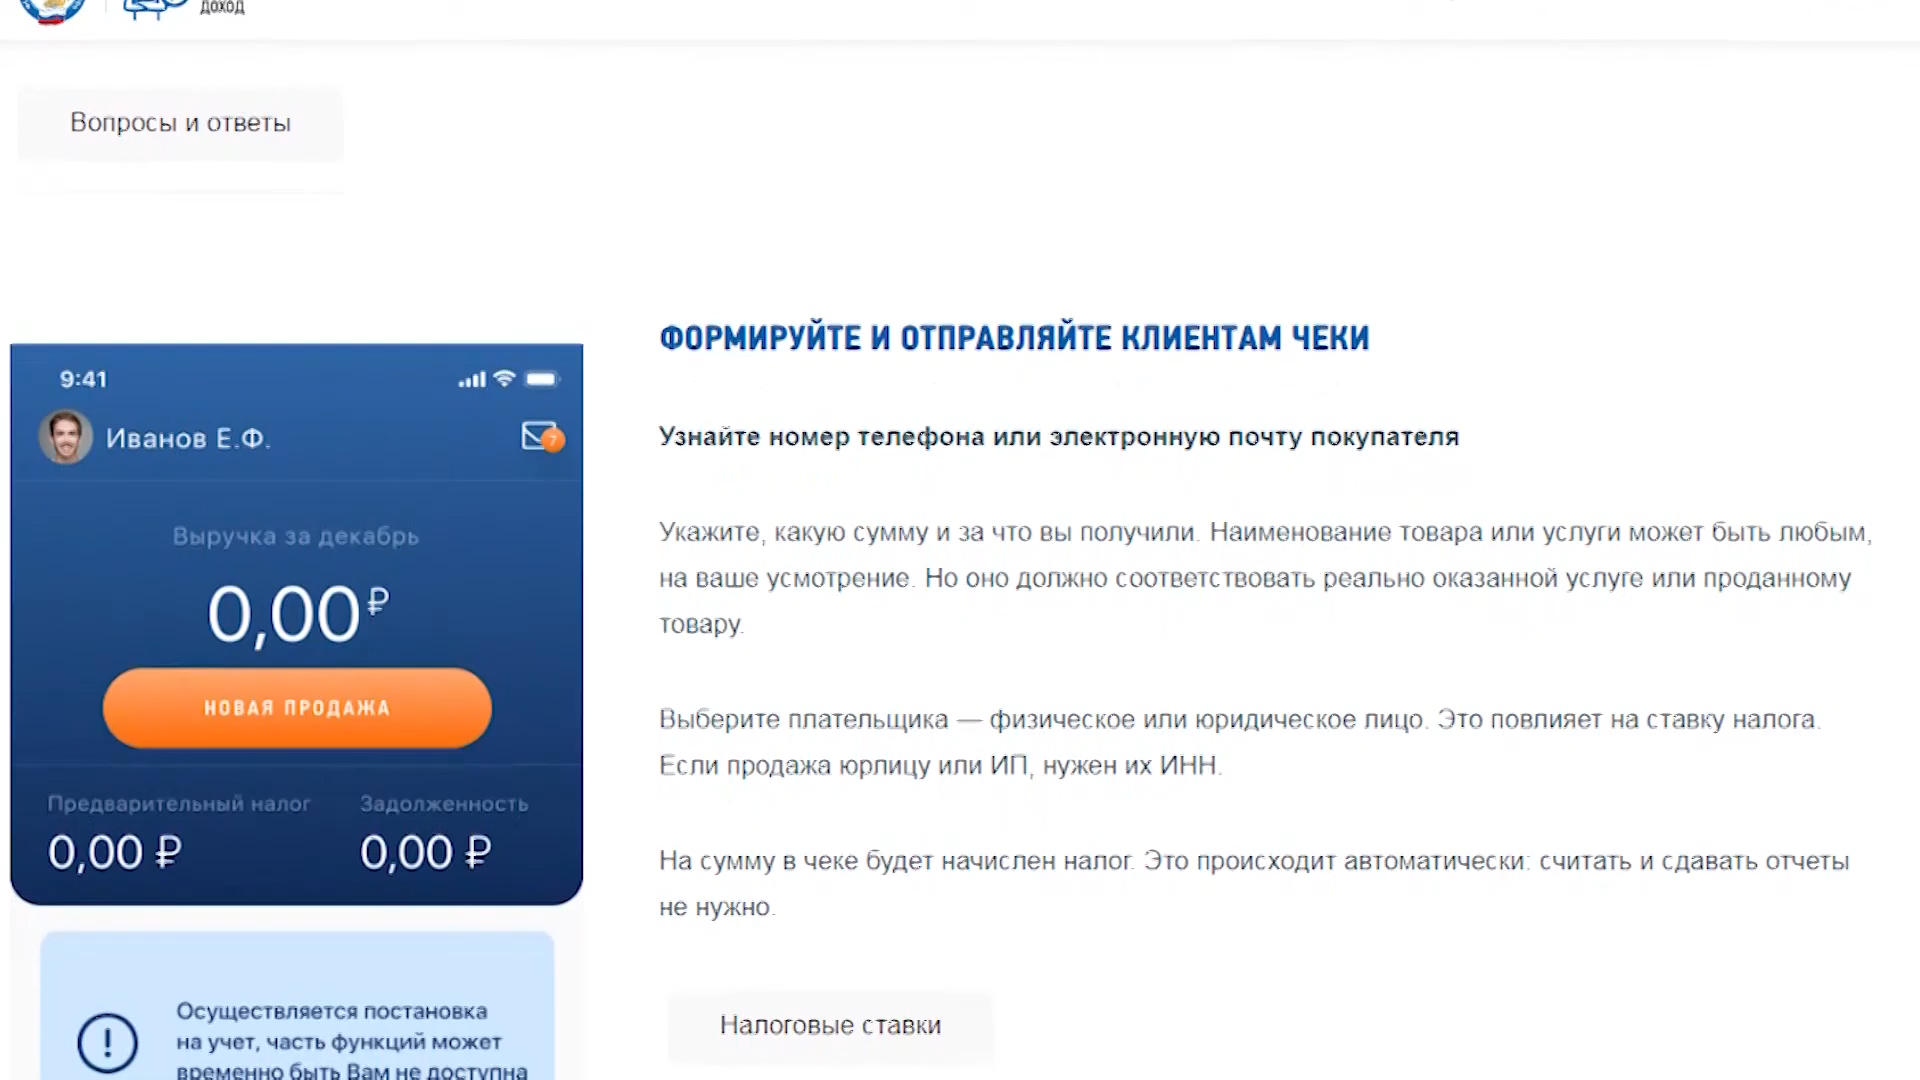 ДОХОД
Вопросы и ответы
9:41
Иванов Е.Ф.
7
Выручка за декабрь
0,00 ₽
НОВАЯ ПРОДАЖА
Предварительный налог
0,00 ₽
Задолженность
0,00 ₽
Осуществляется постановка
на учет, часть функций может
временно быть Вам не доступна
ФОРМИРУЙТЕ И ОТПРАВЛЯЙТЕ КЛИЕНТАМ ЧЕКИ
Узнайте номер телефона или электронную почту покупателя
Укажите, какую сумму и за что вы получили. Наименование товара или услуги может быть любым,
на ваше усмотрение. Но оно должно соответствовать реально оказанной услуге или проданному
товару.
Выберите плательщика — физическое или юридическое лицо. Это повлияет на ставку налога.
Если продажа юрлицу или ИП, нужен их ИНН.
На сумму в чеке будет начислен налог. Это происходит автоматически: считать и сдавать отчеты
не нужно.
Налоговые ставки